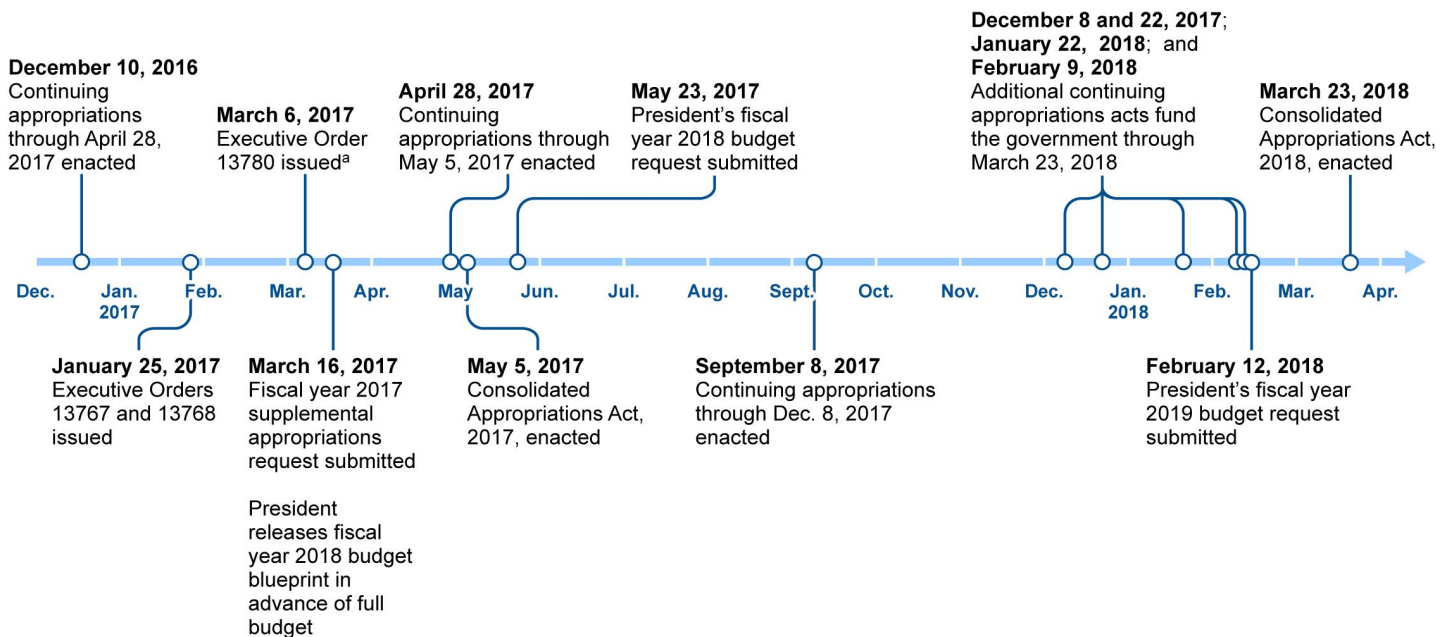 December 10, 2016
Continuing
appropriations
through April 28,
2017 enacted
March 6, 2017
Executive Order
13780 issuedᵃ
April 28, 2017
Continuing
appropriations through
May 5, 2017 enacted
May 23, 2017
President’s fiscal
year 2018 budget
request submitted
December 8 and 22, 2017;
January 22, 2018; and
February 9, 2018
Additional continuing
appropriations acts fund
the government through
March 23, 2018
March 23, 2018
Consolidated
Appropriations Act,
2018, enacted
Dec. Jan. Feb. Mar. Apr. May Jun. Jul. Aug. Sept. Oct. Nov. Dec. Jan. Feb. Mar. Apr.
2017 2018
January 25, 2017
Executive Orders
13767 and 13768
issued
March 16, 2017
Fiscal year 2017
supplemental
appropriations
request submitted
President
releases fiscal
year 2018 budget
blueprint in
advance of full
budget
May 5, 2017
Consolidated
Appropriations Act,
2017, enacted
September 8, 2017
Continuing appropriations
through Dec. 8, 2017
enacted
February 12, 2018
President’s fiscal year
2019 budget request
submitted